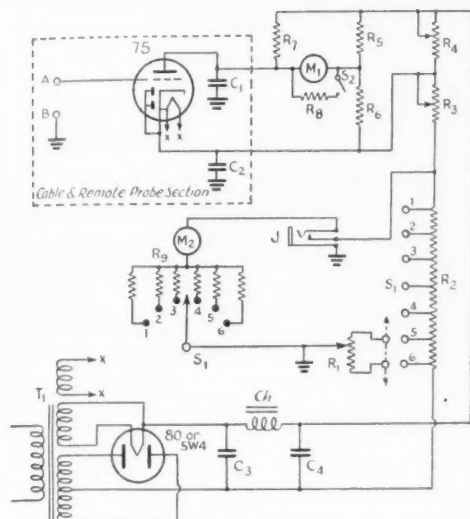 75
R7
R5
R4
A
C1
M1
S2
R3
R8
R6
B
x x
C2
Cable & Remote Probe Section
1
M2
J
2
R9
3
S1
R2
4
3 4
2 5
5
1 6
S1
R1
6
x
T1
Ch
x
80 or
5W4
C3
C4